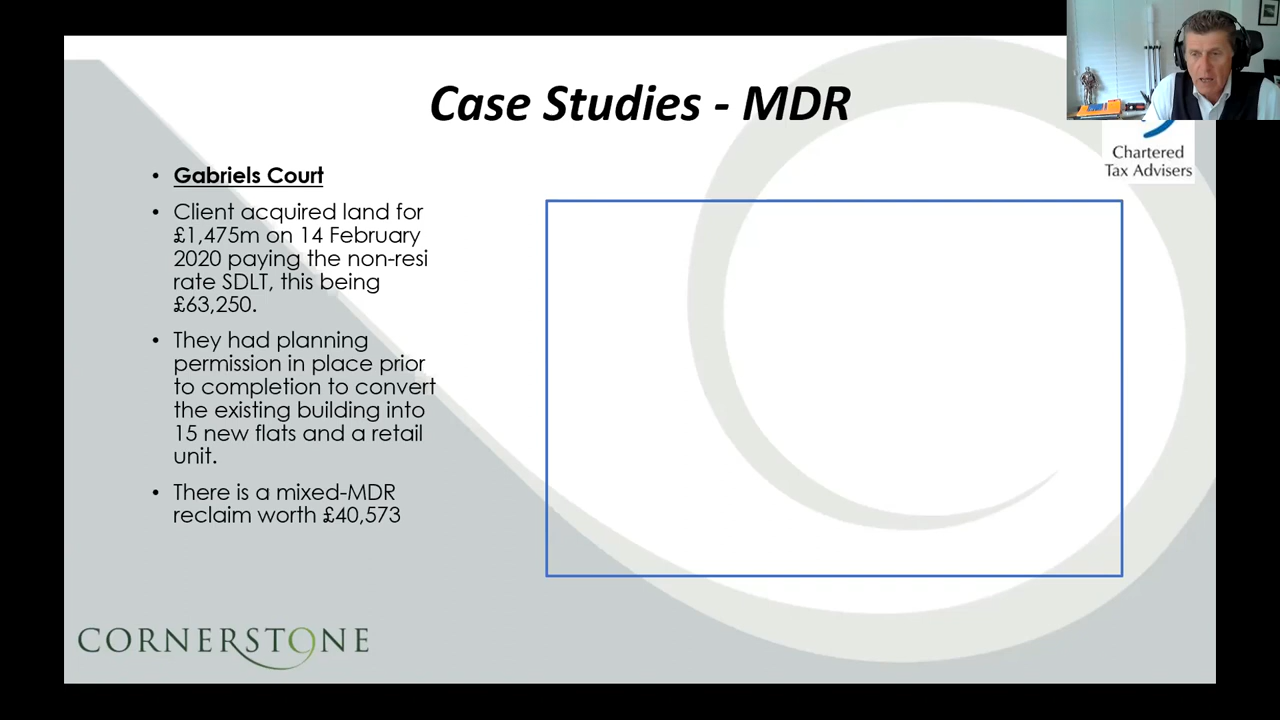 Case Studies - MDR
Chartered
Tax Advisers
• Gabriels Court
• Client acquired land for
£1,475m on 14 February
2020 paying the non-resi
rate SDLT, this being
£63,250.
• They had planning
permission in place prior
to completion to convert
the existing building into
15 new flats and a retail
unit.
• There is a mixed-MDR
reclaim worth £40,573
CORNERSTONE